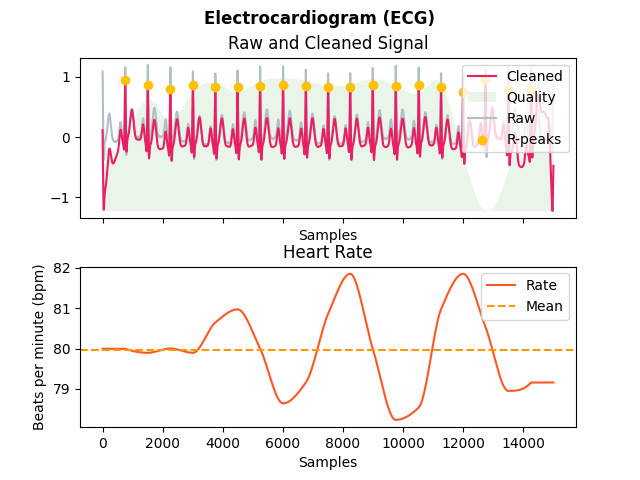 Electrocardiogram (ECG)
Raw and Cleaned Signal
1
0
−1
Cleaned
Quality
Raw
R-peaks
Samples
Heart Rate
Beats per minute (bpm)
82
81
80
79
Rate
Mean
0 2000 4000 6000 8000 10000 12000 14000
Samples